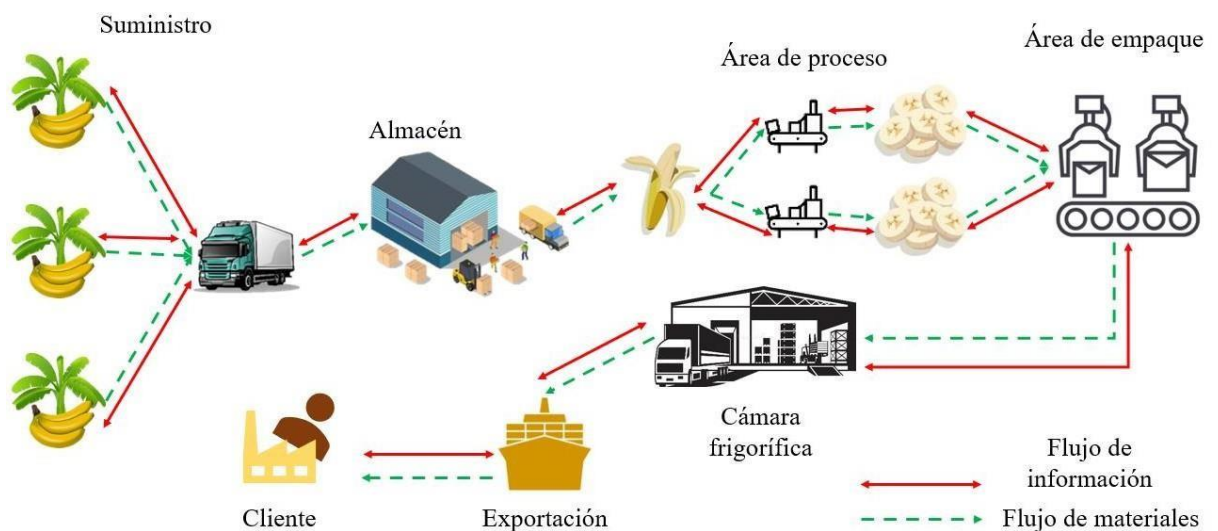 Suministro
Área de empaque
Área de proceso
Almacén
Cámara
frigorífica
Flujo de
información
Cliente
Exportación
Flujo de materiales